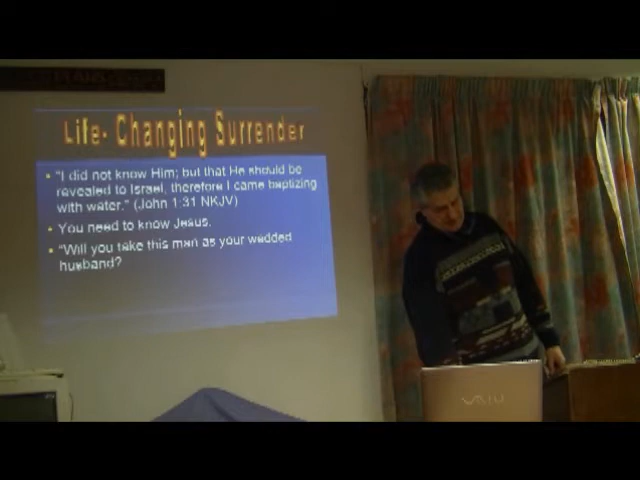 Life- Changing Surrender
• "I did not know Him; but that He should be
revealed to Israel, therefore I came baptizing
with water." (John 1:31 NKJV)
• You need to know Jesus.
• "Will you take this man as your wedded
husband?
VAIO